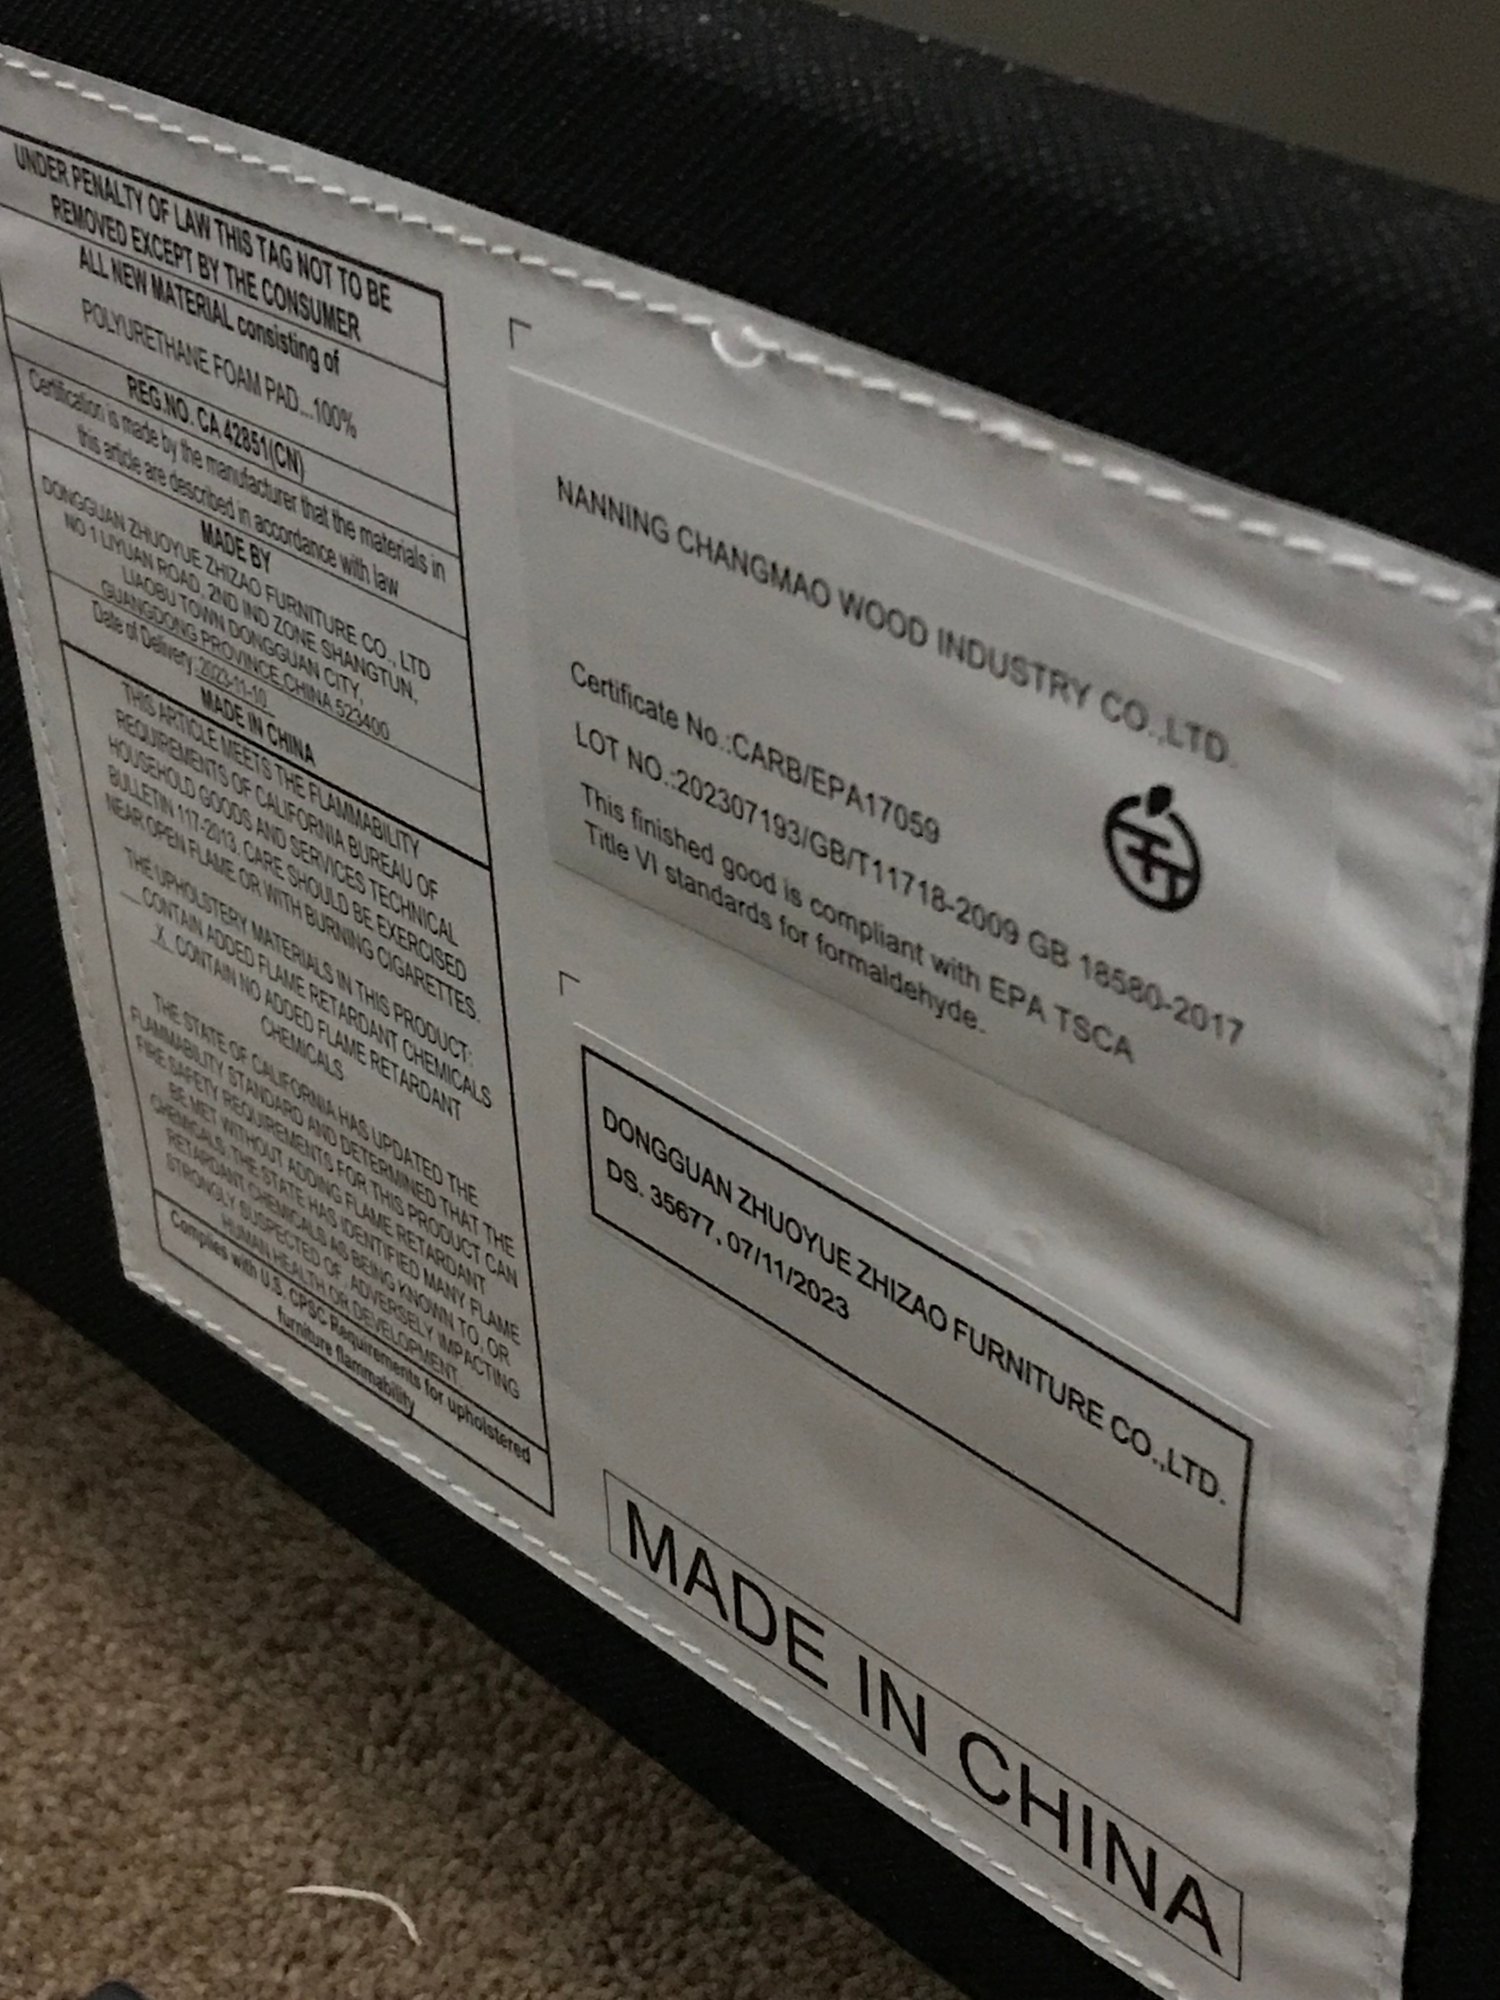 UNDER PENALTY OF LAW THIS TAG NOT TO BE
REMOVED EXCEPT BY THE CONSUMER
ALL NEW MATERIAL consisting of
POLYURETHANE FOAM PAD...100%
REG.NO. CA 42851(CN)
Certification is made by the manufacturer that the materials in
this article are described in accordance with law
MADE BY
DONGGUAN ZHUOYUE ZHIZAO FURNITURE CO., LTD
NO 1 LIYUAN ROAD, 2ND IND ZONE SHANGTUN,
LIAOBU TOWN DONGGUAN CITY,
GUANGDONG PROVINCE,CHINA 523400
Date of Delivery: 2023-11-10
MADE IN CHINA
THIS ARTICLE MEETS THE FLAMMABILITY
REQUIREMENTS OF CALIFORNIA BUREAU OF
HOUSEHOLD GOODS AND SERVICES TECHNICAL
BULLETIN 117-2013. CARE SHOULD BE EXERCISED
NEAR OPEN FLAME OR WITH BURNING CIGARETTES.
THE UPHOLSTERY MATERIALS IN THIS PRODUCT:
__CONTAIN ADDED FLAME RETARDANT CHEMICALS
X CONTAIN NO ADDED FLAME RETARDANT
CHEMICALS
THE STATE OF CALIFORNIA HAS UPDATED THE
FLAMMABILITY STANDARD AND DETERMINED THAT THE
FIRE SAFETY REQUIREMENTS FOR THIS PRODUCT CAN
BE MET WITHOUT ADDING FLAME RETARDANT
CHEMICALS. THE STATE HAS IDENTIFIED MANY FLAME
RETARDANT CHEMICALS AS BEING KNOWN TO, OR
STRONGLY SUSPECTED OF, ADVERSELY IMPACTING
HUMAN HEALTH OR DEVELOPMENT.
Complies with U.S. CPSC Requirements for upholstered
furniture flammability
NANNING CHANGMAO WOOD INDUSTRY CO.,LTD.
Certificate No.:CARB/EPA17059
LOT NO.:202307193/GB/T11718-2009 GB 18580-2017
This finished good is compliant with EPA TSCA
Title VI standards for formaldehyde.
DONGGUAN ZHUOYUE ZHIZAO FURNITURE CO.,LTD.
DS. 35677, 07/11/2023
MADE IN CHINA